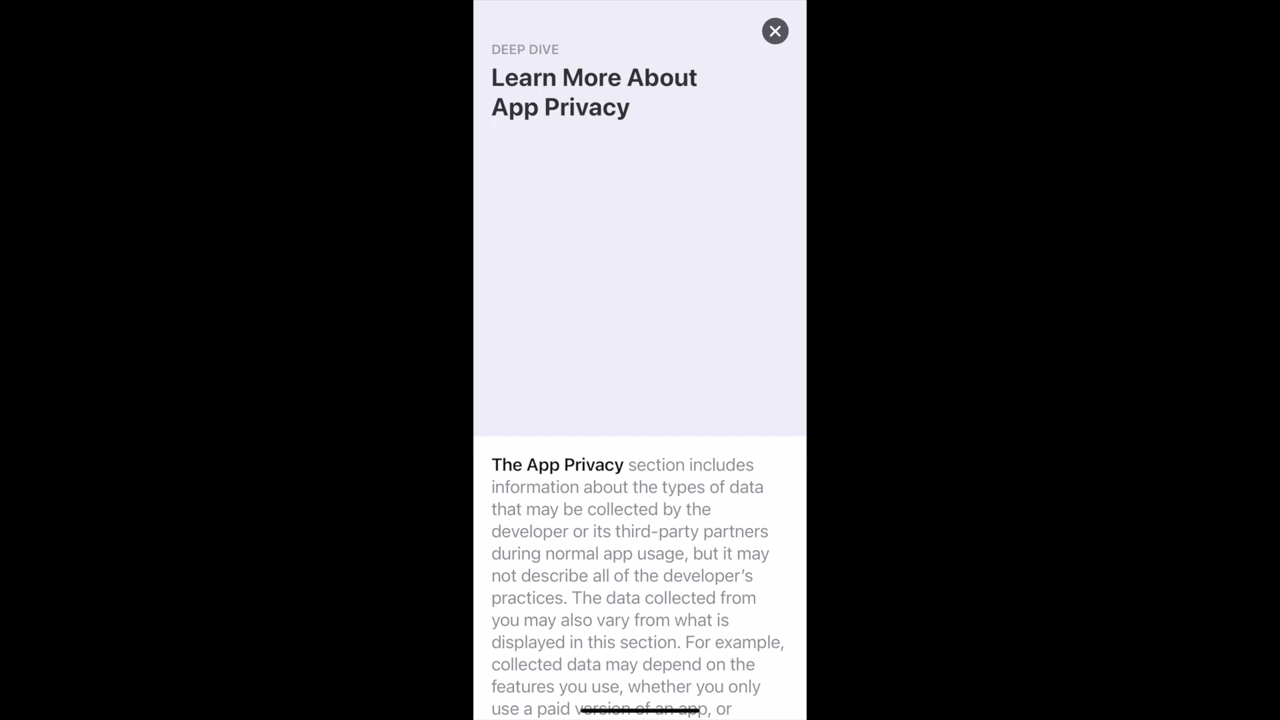 DEEP DIVE
Learn More About
App Privacy
The App Privacy section includes
information about the types of data
that may be collected by the
developer or its third-party partners
during normal app usage, but it may
not describe all of the developer's
practices. The data collected from
you may also vary from what is
displayed in this section. For example,
collected data may depend on the
features you use, whether you only
use a paid version of an app, or